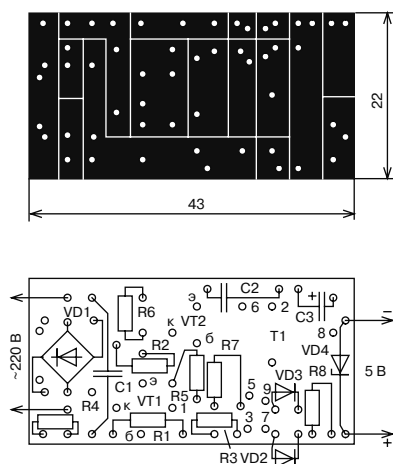 22
43
VD1
R6
э
C2
6
2
+
C3
−
к
VT2
R2
б
R7
T1
8
VD4
~220 В
C1
э
R5
VD3
5 В
9
R8
5
R4
к
VT1
1
3
7
б
R1
R3
VD2
+